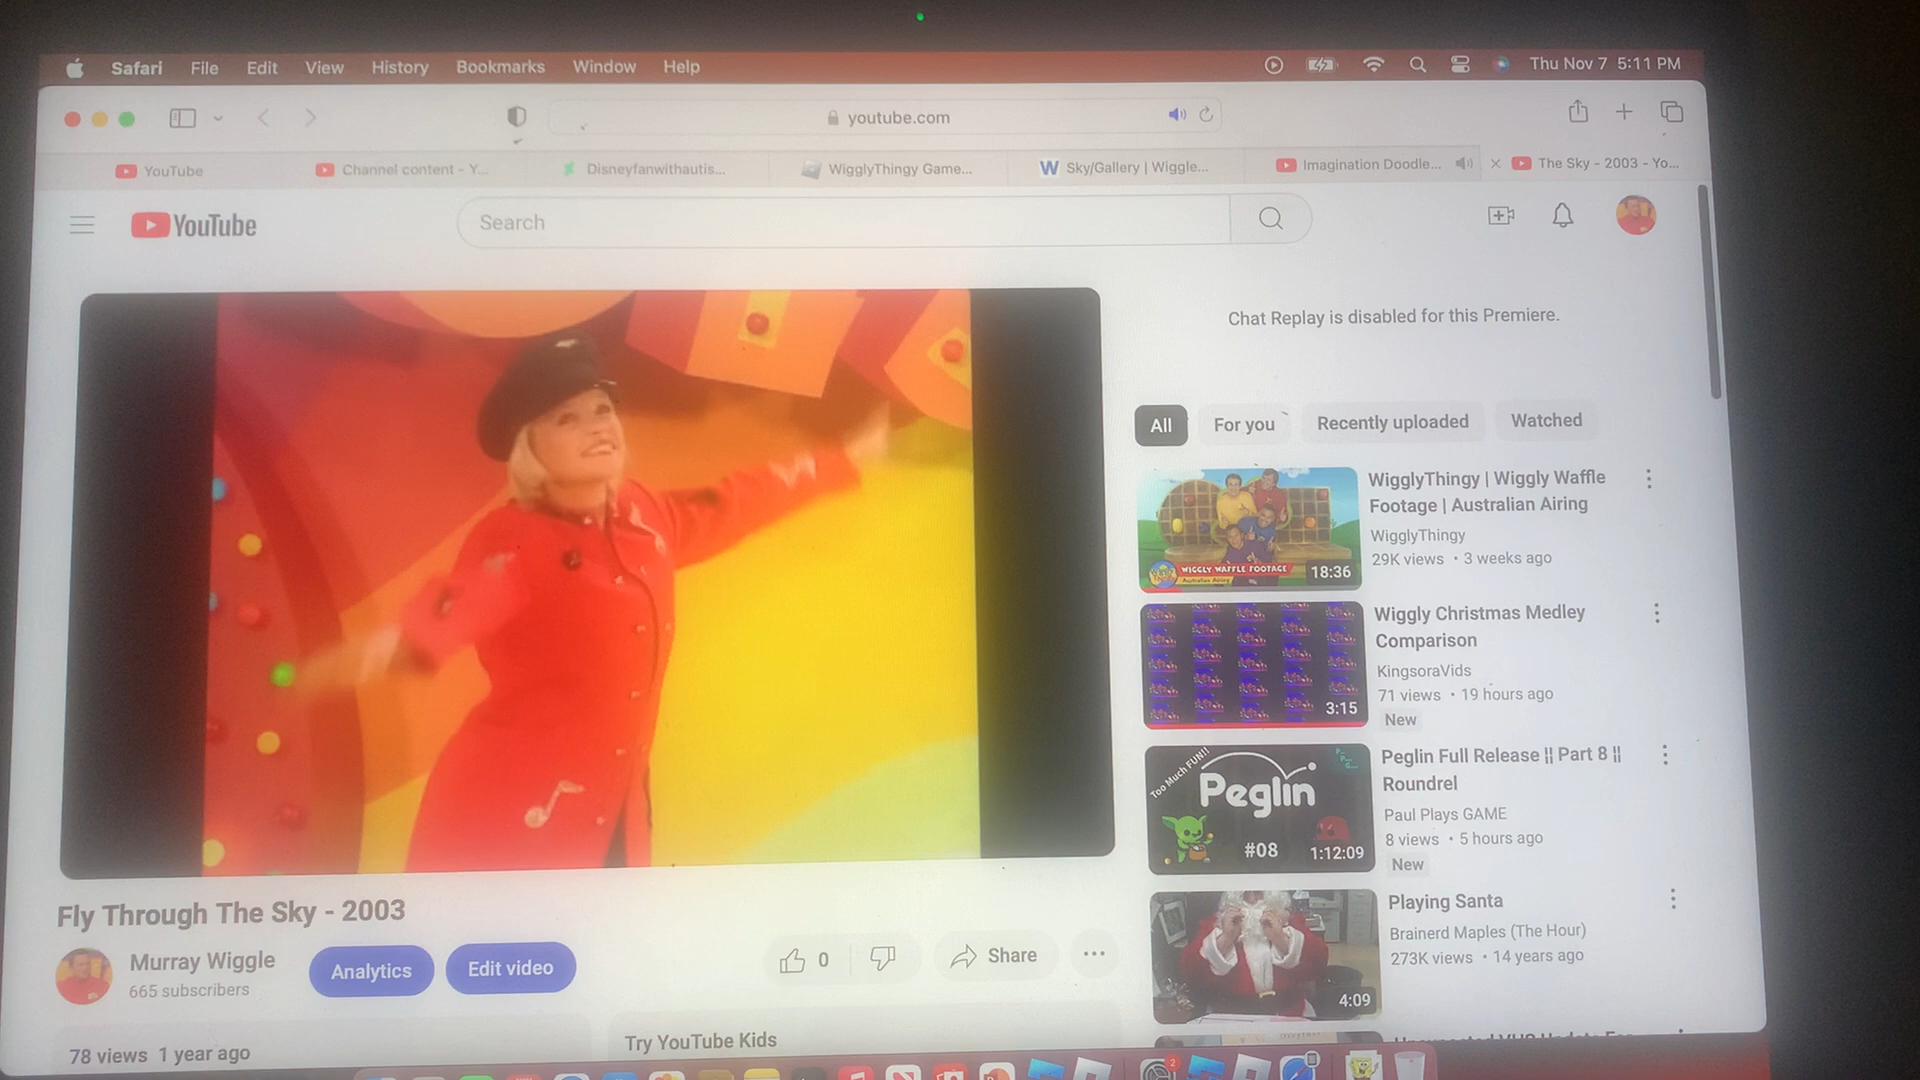 Safari File Edit View History Bookmarks Window Help Thu Nov 7 5:11 PM
youtube.com
YouTube Channel content - Y... Disneyfanwithautis... WigglyThingy Game... W Sky/Gallery | Wiggle... Imagination Doodle... The Sky - 2003 - Yo...
YouTube
Search
Chat Replay is disabled for this Premiere.
All For you Recently uploaded Watched
WigglyThingy | Wiggly Waffle
Footage | Australian Airing
WigglyThingy
29K views • 3 weeks ago
WIGGLY WAFFLE FOOTAGE
Australian Airing
18:36
Wiggly Christmas Medley
Comparison
KingsoraVids
71 views • 19 hours ago
New
3:15
Peglin Full Release ¦¦ Part 8 ¦¦
Roundrel
Paul Plays GAME
8 views • 5 hours ago
New
Too Much FUN!!
Peglin
#08
1:12:09
Playing Santa
Brainerd Maples (The Hour)
273K views • 14 years ago
4:09
Fly Through The Sky - 2003
Murray Wiggle
665 subscribers
Analytics
Edit video
0
Share
78 views 1 year ago
Try YouTube Kids
2